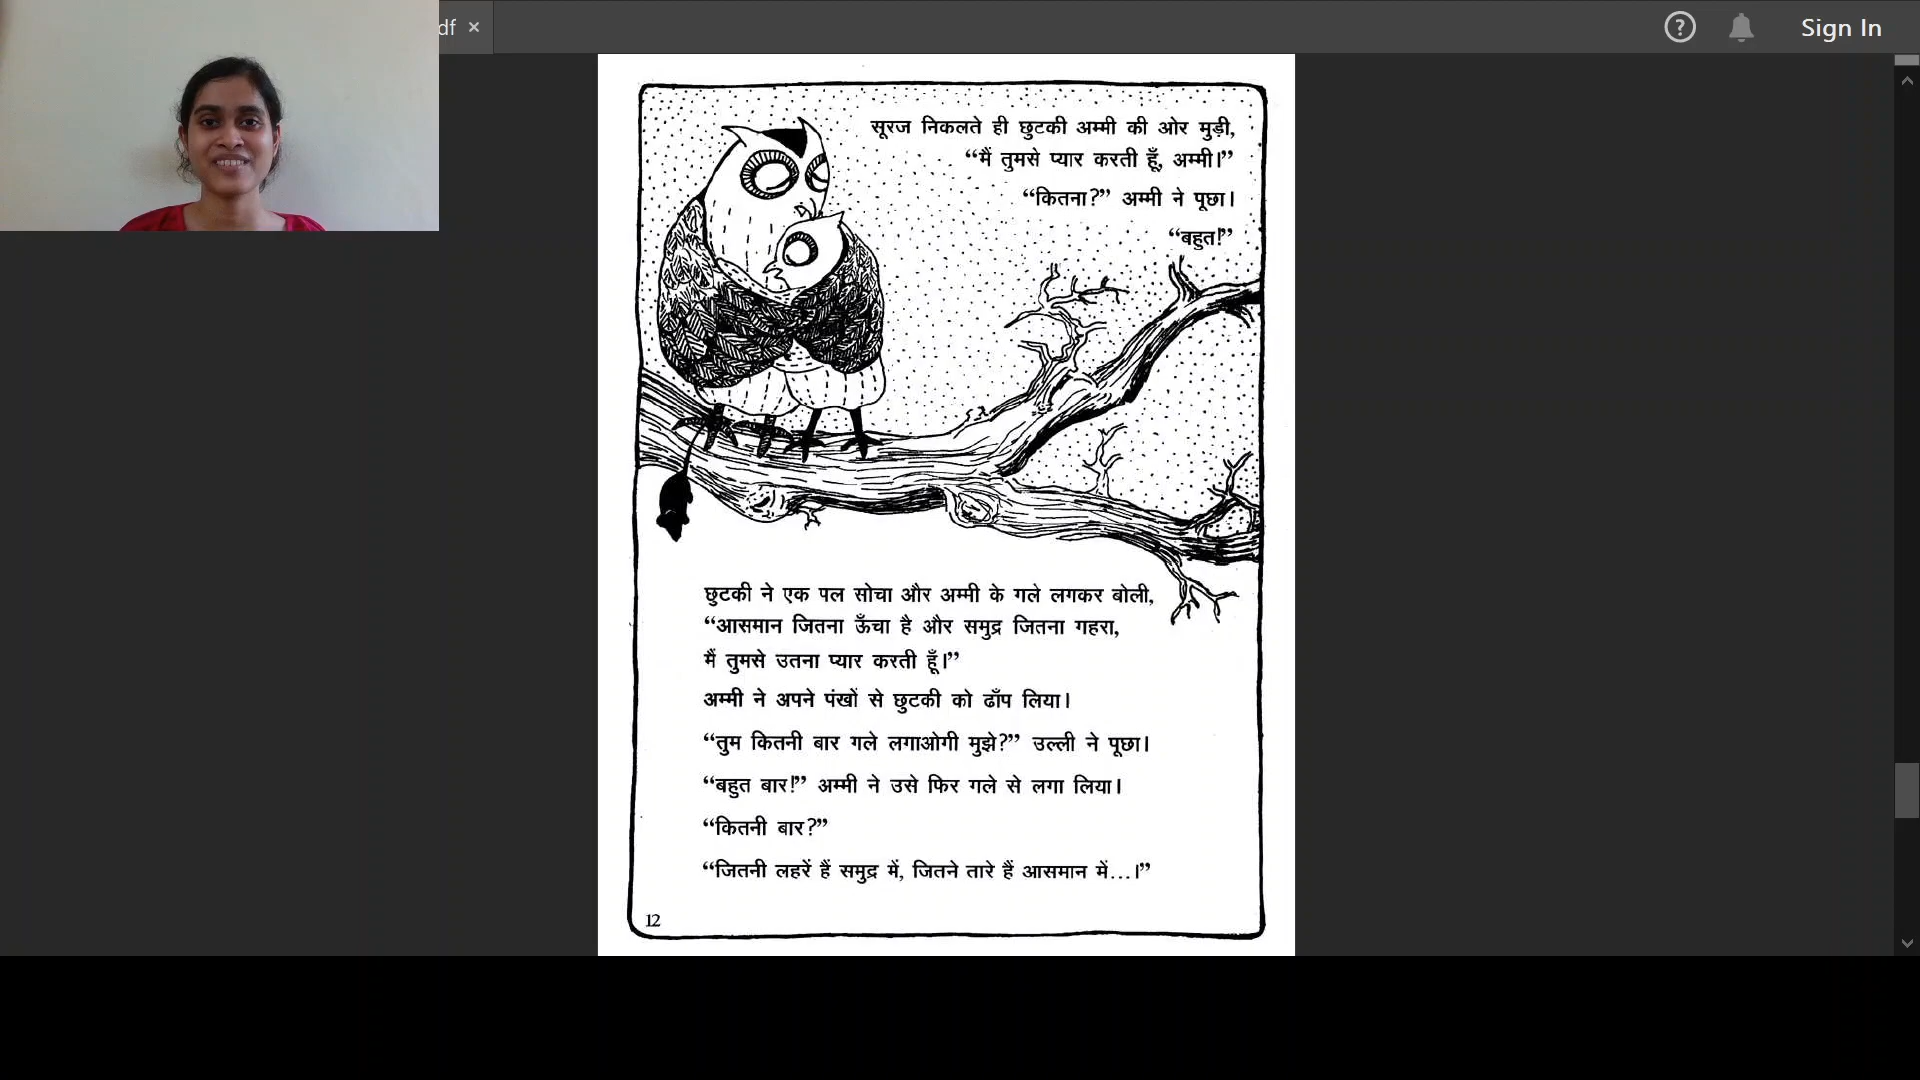 df ×
? Sign In
सूरज निकलते ही छुटकी अम्मी की ओर मुड़ी,
“मैं तुमसे प्यार करती हूँ, अम्मी।”
“कितना?” अम्मी ने पूछा।
“बहुत!”
छुटकी ने एक पल सोचा और अम्मी के गले लगकर बोली,
“आसमान जितना ऊँचा है और समुद्र जितना गहरा,
मैं तुमसे उतना प्यार करती हूँ।”
अम्मी ने अपने पंखों से छुटकी को ढाँप लिया।
“तुम कितनी बार गले लगाओगी मुझे?” उल्ली ने पूछा।
“बहुत बार!” अम्मी ने उसे फिर गले से लगा लिया।
“कितनी बार?”
“जितनी लहरें हैं समुद्र में, जितने तारे हैं आसमान में...।”
12